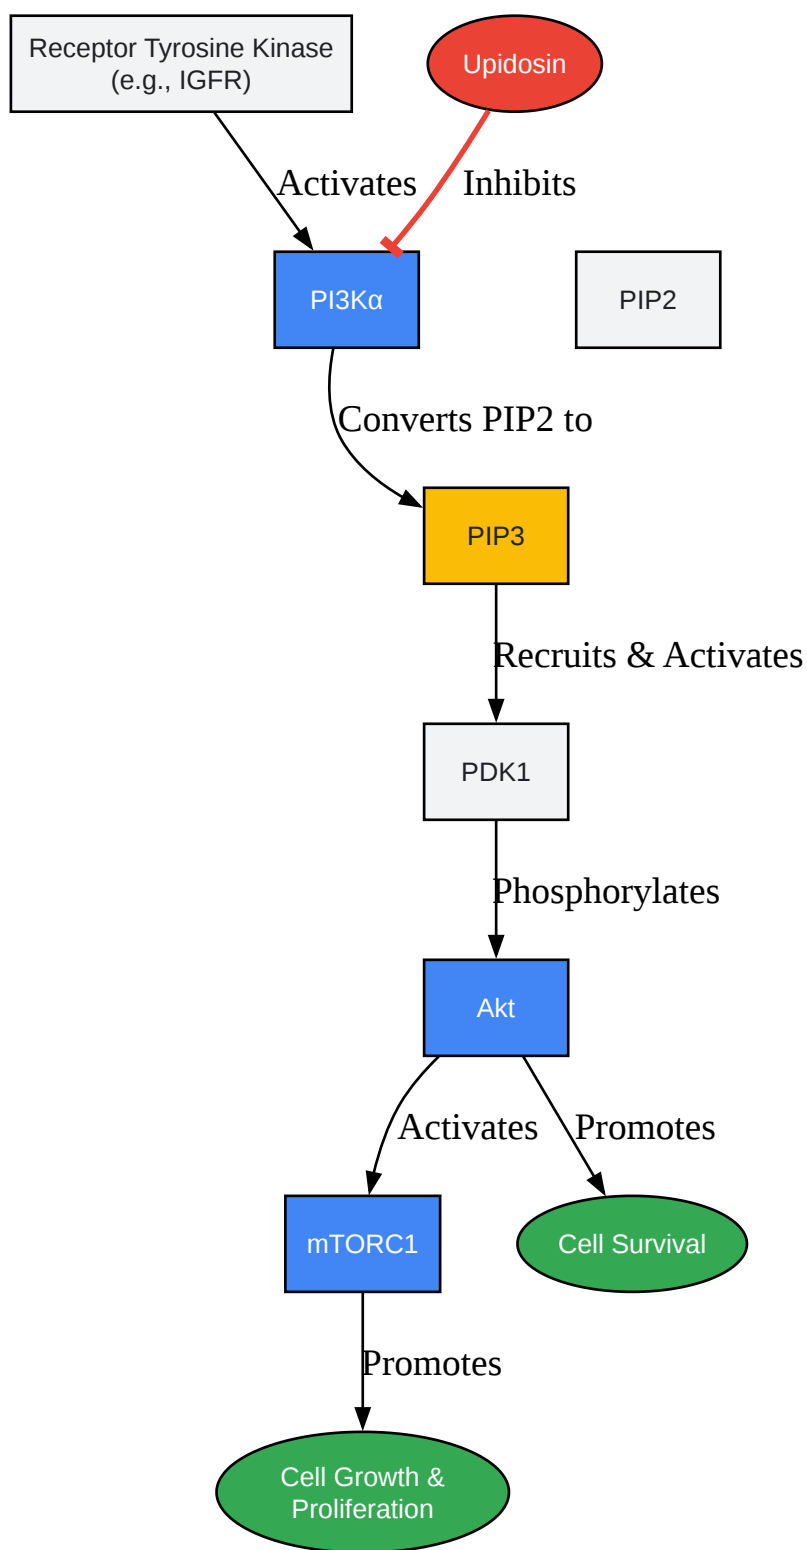 Receptor Tyrosine Kinase
(e.g., IGFR)
Upidosin
Activates
Inhibits
PI3Kα
PIP2
Converts PIP2 to
PIP3
Recruits & Activates
PDK1
Phosphorylates
Akt
Activates
Promotes
mTORC1
Cell Survival
Promotes
Cell Growth &
Proliferation